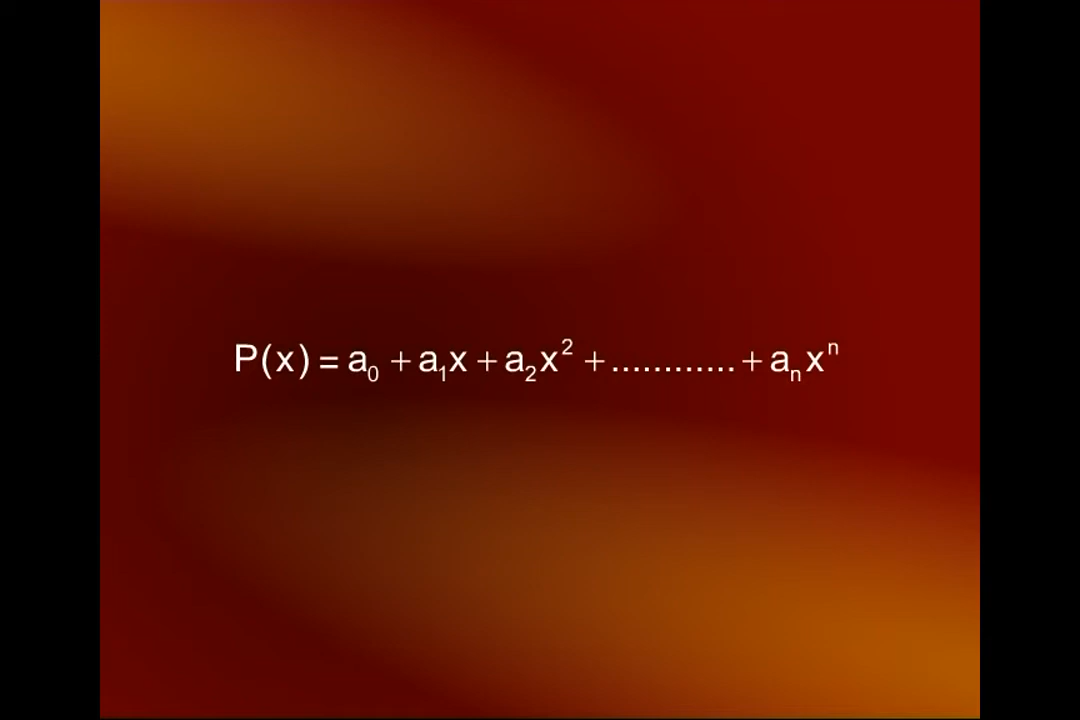 P(x) = a₀ + a₁x + a₂x² + ............ + aₙxⁿ